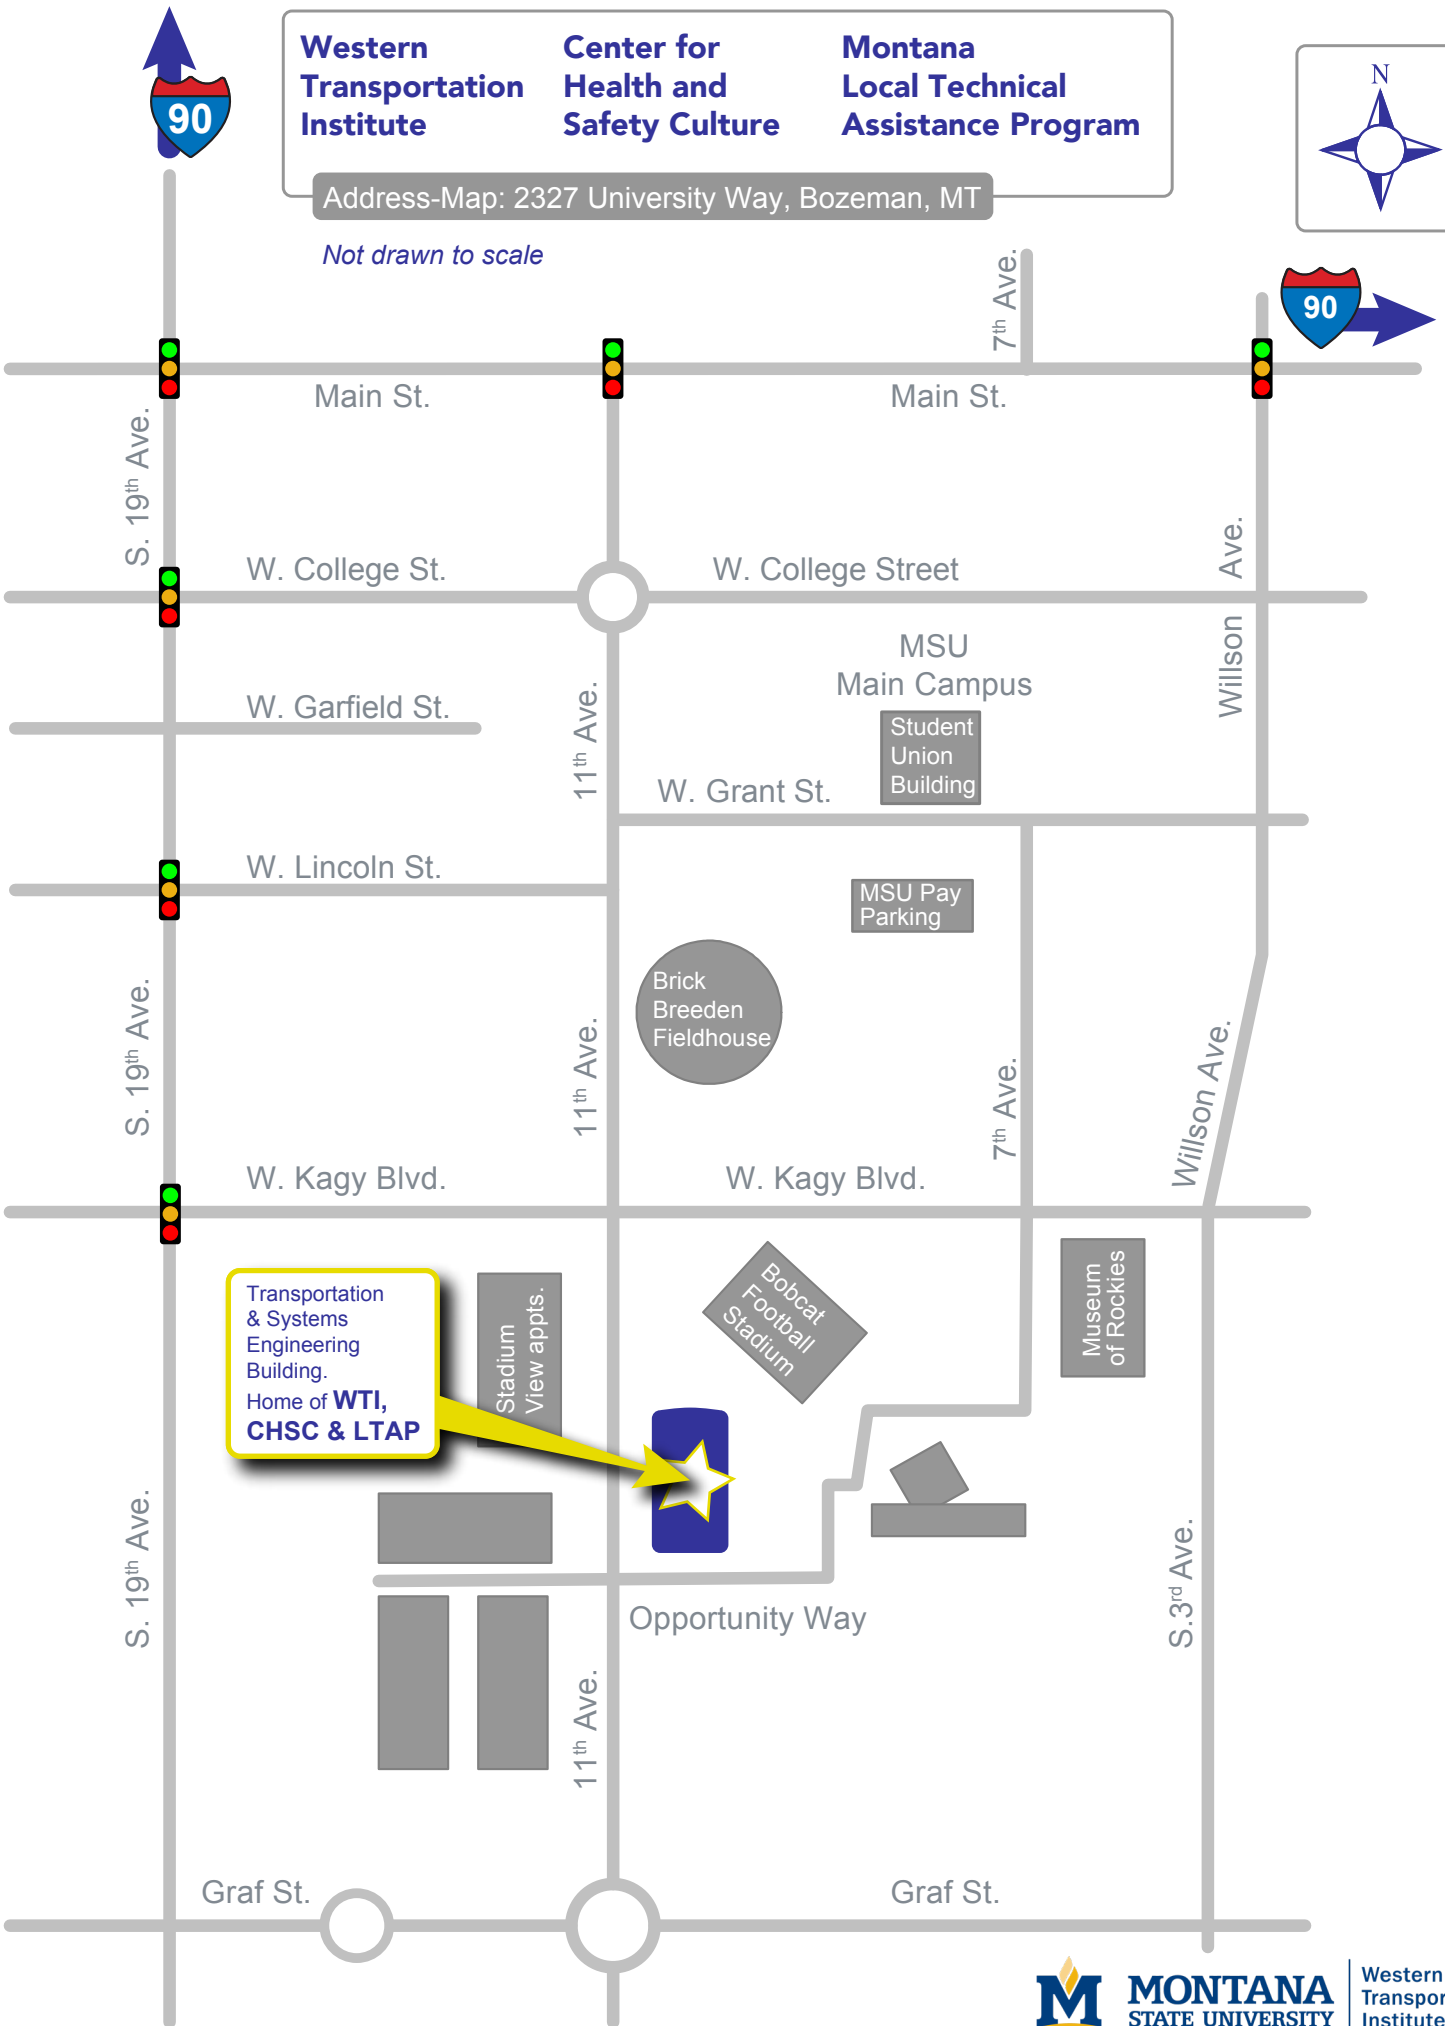 90
Western
Transportation
Institute
Center for
Health and
Safety Culture
Montana
Local Technical
Assistance Program
Address-Map: 2327 University Way, Bozeman, MT
Not drawn to scale
N
90
7th Ave.
Main St.
Main St.
S. 19th Ave.
W. College St.
W. College Street
Willson Ave.
MSU
Main Campus
W. Garfield St.
11th Ave.
Student
Union
Building
W. Grant St.
W. Lincoln St.
MSU Pay
Parking
Brick
Breeden
Fieldhouse
S. 19th Ave.
11th Ave.
7th Ave.
Willson Ave.
W. Kagy Blvd.
W. Kagy Blvd.
Transportation
& Systems
Engineering
Building.
Home of WTI,
CHSC & LTAP
Stadium
View appts.
Bobcat
Football
Stadium
Museum
of Rockies
S. 19th Ave.
Opportunity Way
S.3rd Ave.
11th Ave.
Graf St.
Graf St.
M
MONTANA
STATE UNIVERSITY
Western
Transpor
Institute